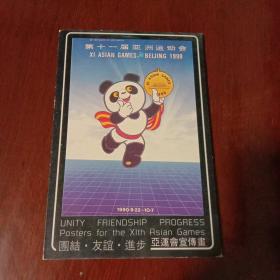 第十一届亚洲运动会
XI ASIAN GAMES BEIJING 1990
1990·9·22—10·7
UNITY FRIENDSHIP PROGRESS
Posters for the XIth Asian Games
團結·友誼·進步 亞運會宣傳畫